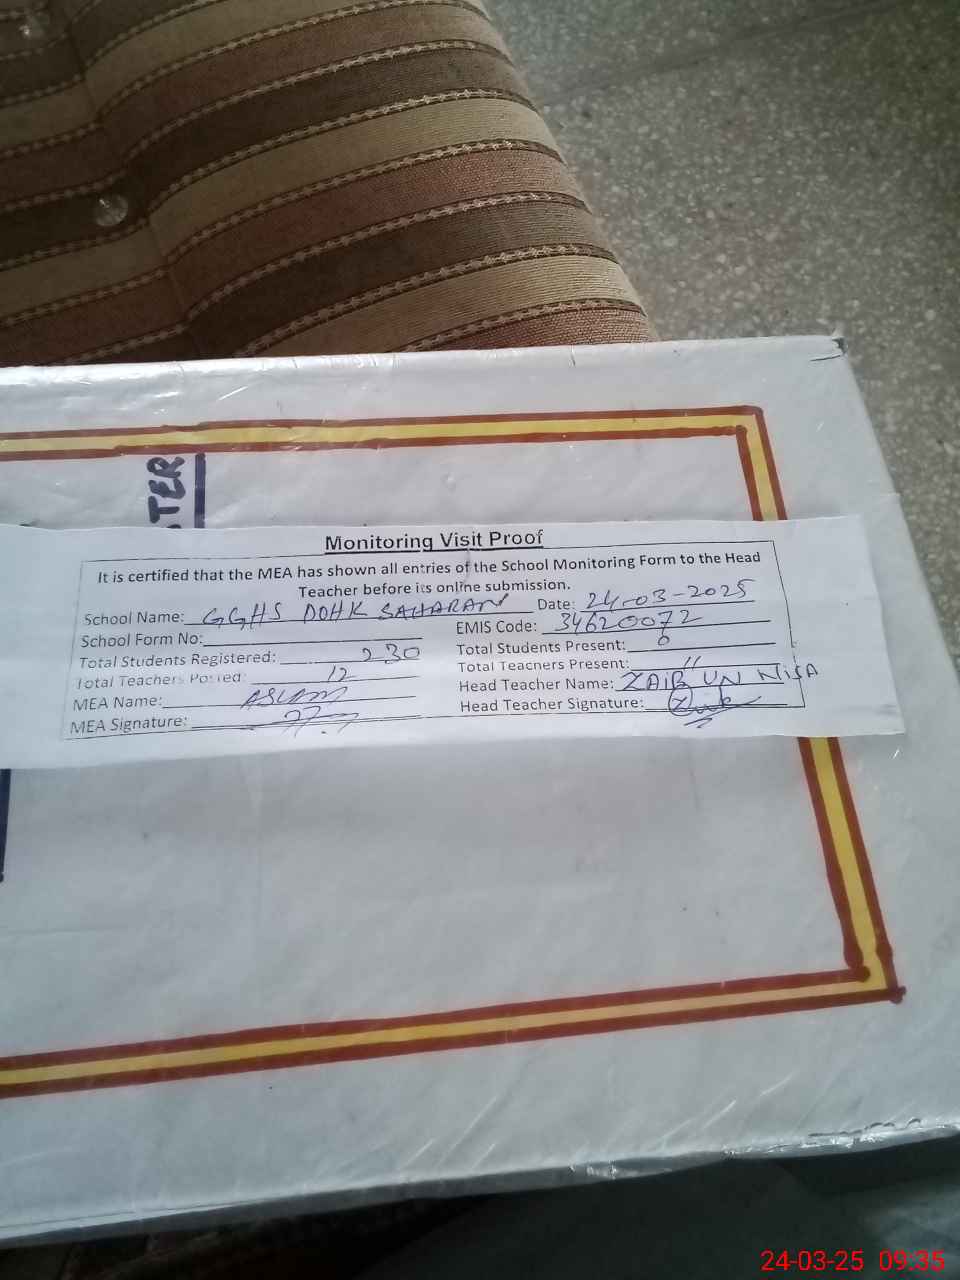 STER
Monitoring Visit Proof
It is certified that the MEA has shown all entries of the School Monitoring Form to the Head
Teacher before its online submission.
School Name: GGHS DOHK SAHARAN Date: 24-03-2025
School Form No: EMIS Code: 34620072
Total Students Registered: 230 Total Students Present: 0
Total Teachers Posted: 12 Total Teachers Present: 11
MEA Name: ASLAM Head Teacher Name: ZAIB UN NISA
MEA Signature: Head Teacher Signature:
24-03-25 09:35